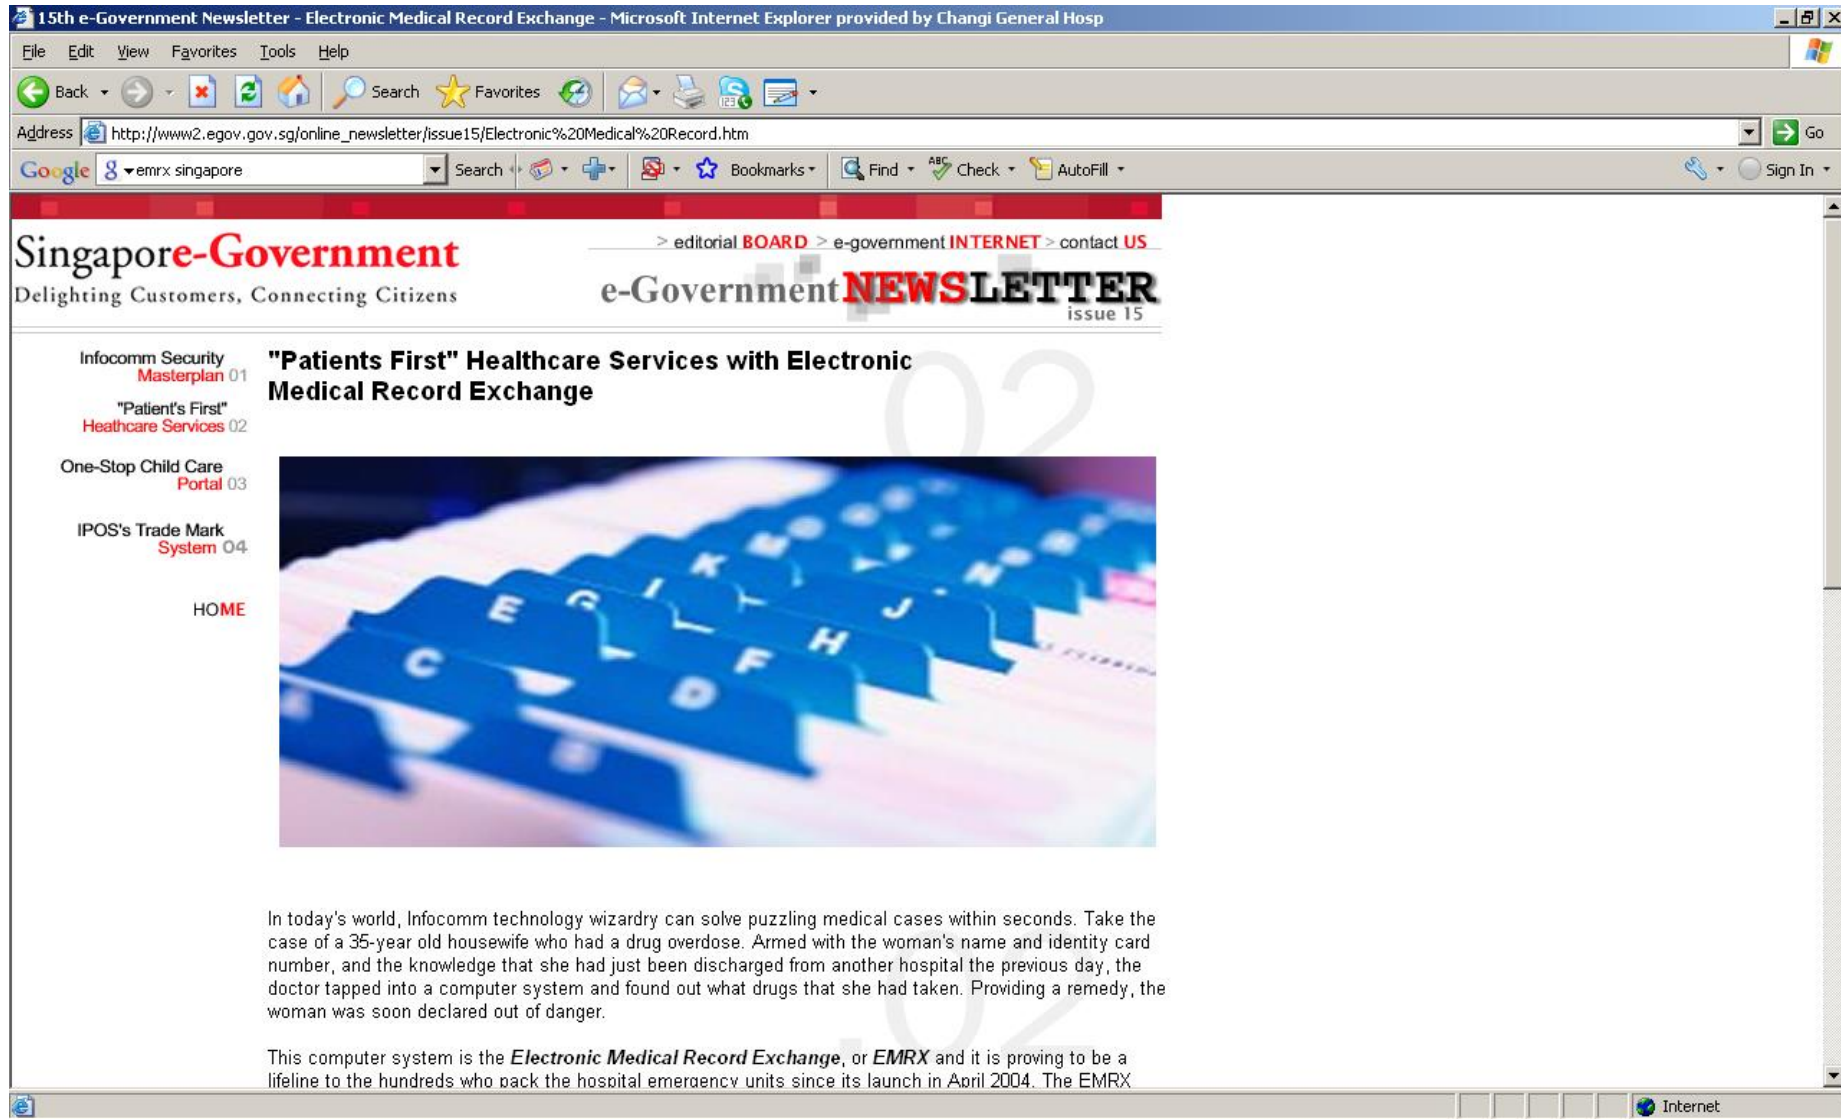 15th e-Government Newsletter - Electronic Medical Record Exchange - Microsoft Internet Explorer provided by Changi General Hosp
File Edit View Favorites Tools Help
Back Search Favorites
Address http://www2.egov.gov.sg/online_newsletter/issue15/Electronic%20Medical%20Record.htm Go
Google emrx singapore Search Bookmarks Find ABC Check AutoFill Sign In
Singapore-Government
Delighting Customers, Connecting Citizens
> editorial BOARD > e-government INTERNET > contact US
e-Government NEWSLETTER
issue 15
Infocomm Security
Masterplan 01
"Patient's First"
Heathcare Services 02
One-Stop Child Care
Portal 03
IPOS's Trade Mark
System 04
HOME
"Patients First" Healthcare Services with Electronic
Medical Record Exchange
02
K
E G I J
C F H N
D
In today's world, Infocomm technology wizardry can solve puzzling medical cases within seconds. Take the
case of a 35-year old housewife who had a drug overdose. Armed with the woman's name and identity card
number, and the knowledge that she had just been discharged from another hospital the previous day, the
doctor tapped into a computer system and found out what drugs that she had taken. Providing a remedy, the
woman was soon declared out of danger.
.02
This computer system is the Electronic Medical Record Exchange, or EMRX and it is proving to be a
lifeline to the hundreds who pack the hospital emergency units since its launch in April 2004. The EMRX
Internet